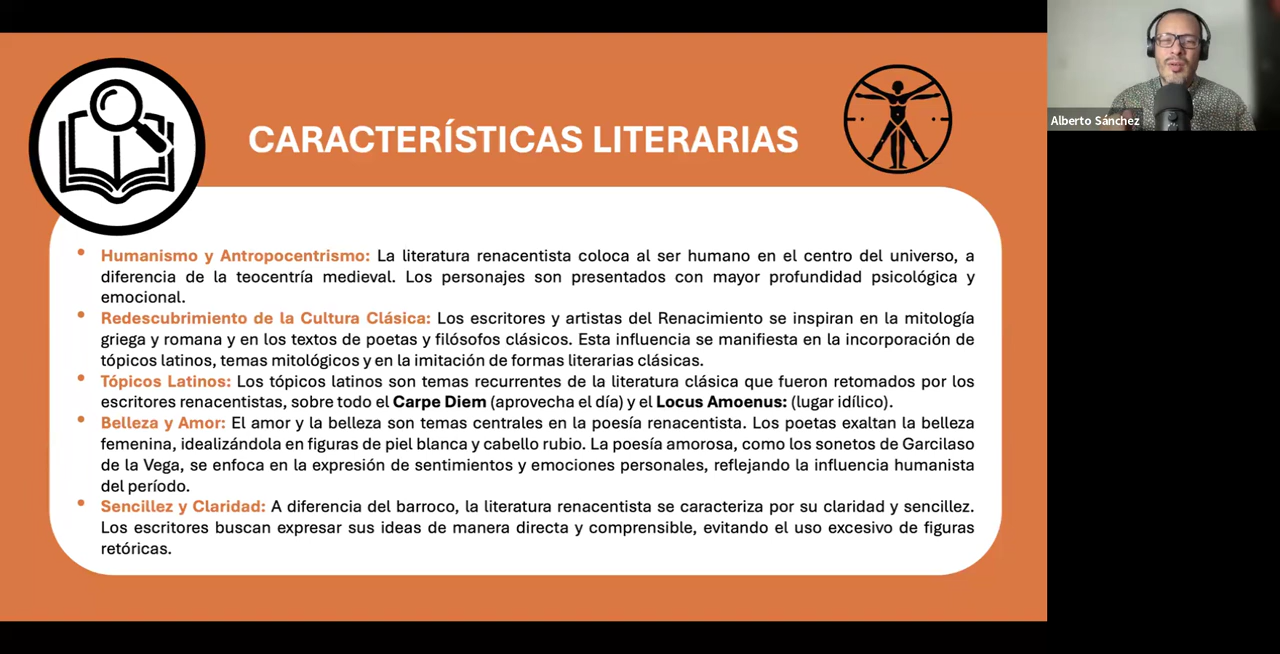 CARACTERÍSTICAS LITERARIAS
Alberto Sánchez
• Humanismo y Antropocentrismo: La literatura renacentista coloca al ser humano en el centro del universo, a
diferencia de la teocentría medieval. Los personajes son presentados con mayor profundidad psicológica y
emocional.
• Redescubrimiento de la Cultura Clásica: Los escritores y artistas del Renacimiento se inspiran en la mitología
griega y romana y en los textos de poetas y filósofos clásicos. Esta influencia se manifiesta en la incorporación de
tópicos latinos, temas mitológicos y en la imitación de formas literarias clásicas.
• Tópicos Latinos: Los tópicos latinos son temas recurrentes de la literatura clásica que fueron retomados por los
escritores renacentistas, sobre todo el Carpe Diem (aprovecha el día) y el Locus Amoenus: (lugar idílico).
• Belleza y Amor: El amor y la belleza son temas centrales en la poesía renacentista. Los poetas exaltan la belleza
femenina, idealizándola en figuras de piel blanca y cabello rubio. La poesía amorosa, como los sonetos de Garcilaso
de la Vega, se enfoca en la expresión de sentimientos y emociones personales, reflejando la influencia humanista
del período.
• Sencillez y Claridad: A diferencia del barroco, la literatura renacentista se caracteriza por su claridad y sencillez.
Los escritores buscan expresar sus ideas de manera directa y comprensible, evitando el uso excesivo de figuras
retóricas.